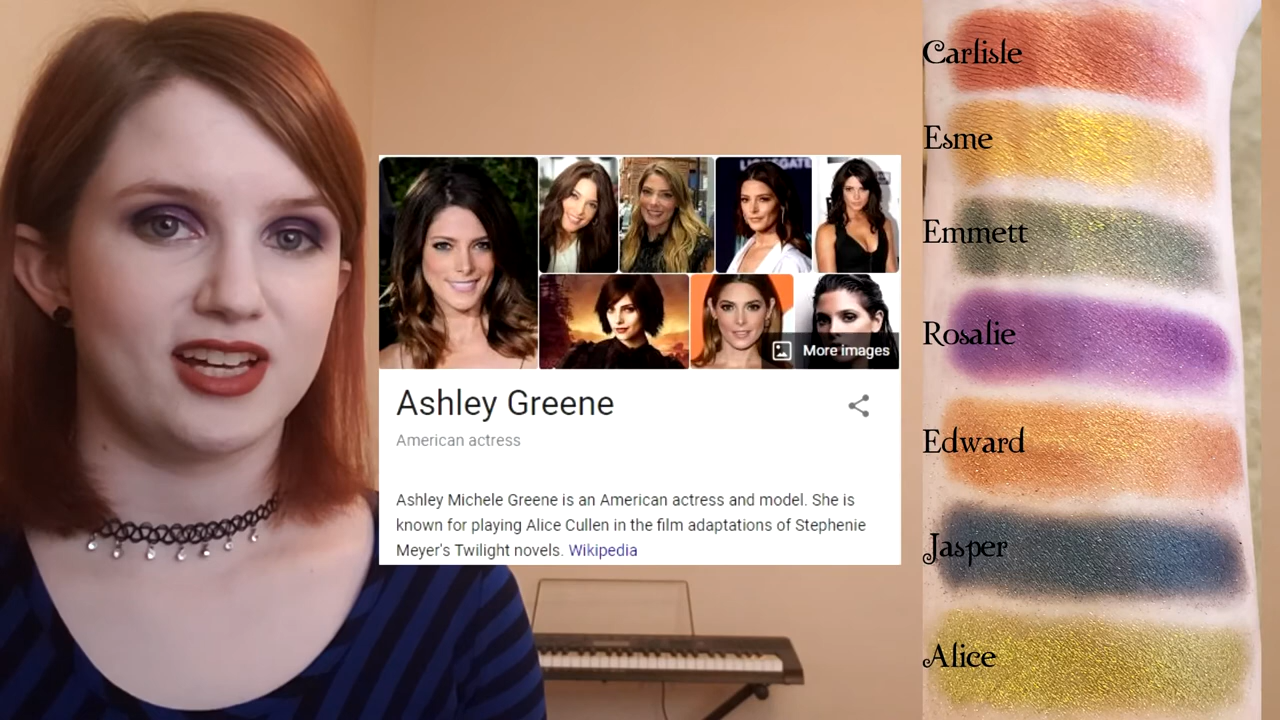 LIONSGATE
More images
Ashley Greene
American actress
Ashley Michele Greene is an American actress and model. She is
known for playing Alice Cullen in the film adaptations of Stephenie
Meyer's Twilight novels. Wikipedia
Carlisle
Esme
Emmett
Rosalie
Edward
Jasper
Alice